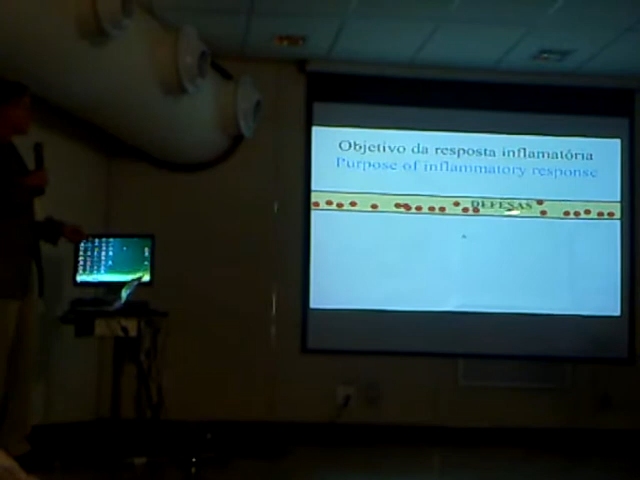 Objetivo da resposta inflamatória
Purpose of inflammatory response
DEFESAS